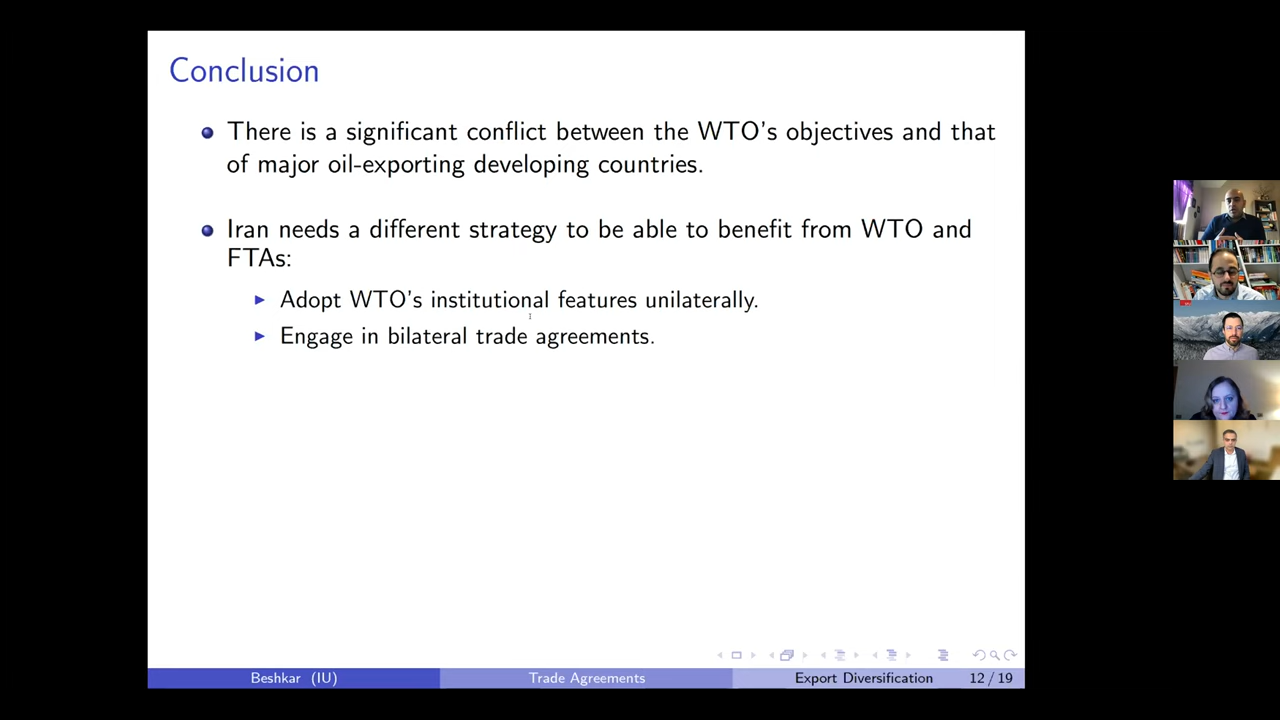 Conclusion
There is a significant conflict between the WTO's objectives and that
of major oil-exporting developing countries.
Iran needs a different strategy to be able to benefit from WTO and
FTAs:
Adopt WTO's institutional features unilaterally.
Engage in bilateral trade agreements.
Beshkar (IU)
Trade Agreements
Export Diversification
12 / 19